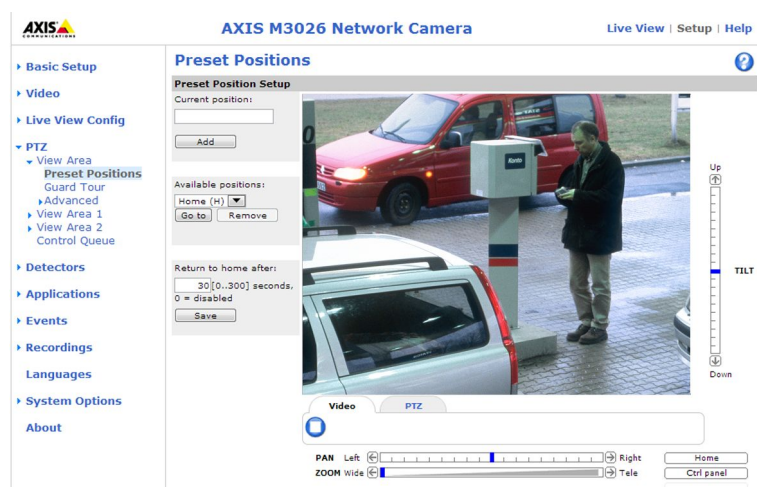 AXIS
COMMUNICATIONS
AXIS M3026 Network Camera
Live View | Setup | Help
Basic Setup
Video
Live View Config
PTZ
View Area
Preset Positions
Guard Tour
Advanced
View Area 1
View Area 2
Control Queue
Detectors
Applications
Events
Recordings
Languages
System Options
About
Preset Positions
?
Preset Position Setup
Current position:
Add
Available positions:
Home (H)
Go to
Remove
Return to home after:
30 [0..300] seconds,
0 = disabled
Save
Konto
Up
TILT
Down
Video
PTZ
PAN Left Right
Home
ZOOM Wide Tele
Ctrl panel